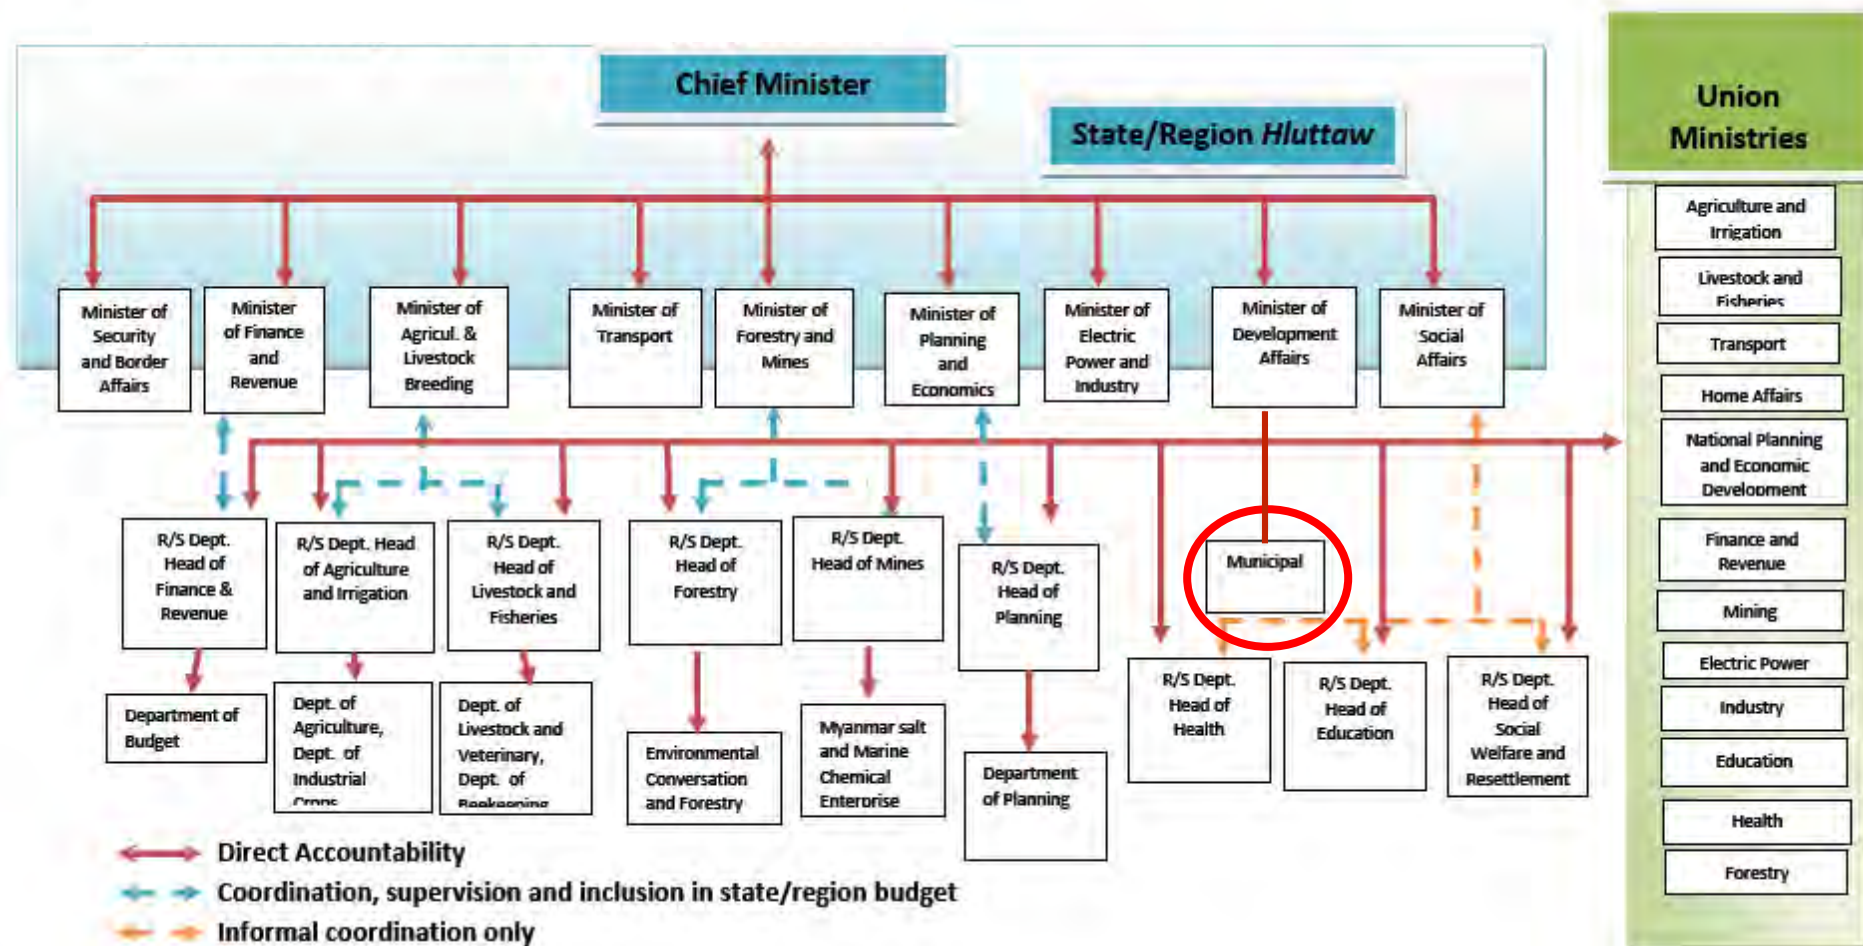 Chief Minister
State/Region Hluttaw
Union
Ministries
Minister of
Security
and Border
Affairs
Minister
of Finance
and
Revenue
Minister of
Agricul. &
Livestock
Breeding
Minister of
Transport
Minister of
Forestry and
Mines
Minister of
Planning
and
Economics
Minister of
Electric
Power and
Industry
Minister of
Development
Affairs
Minister of
Social
Affairs
R/S Dept.
Head of
Finance &
Revenue
R/S Dept. Head
of Agriculture
and Irrigation
R/S Dept.
Head of
Livestock and
Fisheries
R/S Dept.
Head of
Forestry
R/S Dept.
Head of Mines
R/S Dept.
Head of
Planning
Municipal
R/S Dept.
Head of
Health
R/S Dept.
Head of
Education
R/S Dept.
Head of
Social
Welfare and
Resettlement
Department of
Budget
Dept. of
Agriculture,
Dept. of
Industrial
Crops
Dept. of
Livestock and
Veterinary,
Dept. of
Beekeeping
Environmental
Conversation
and Forestry
Myanmar salt
and Marine
Chemical
Enterprise
Department
of Planning
Agriculture and
Irrigation
Livestock and
Fisheries
Transport
Home Affairs
National Planning
and Economic
Development
Finance and
Revenue
Mining
Electric Power
Industry
Education
Health
Forestry
Direct Accountability
Coordination, supervision and inclusion in state/region budget
Informal coordination only